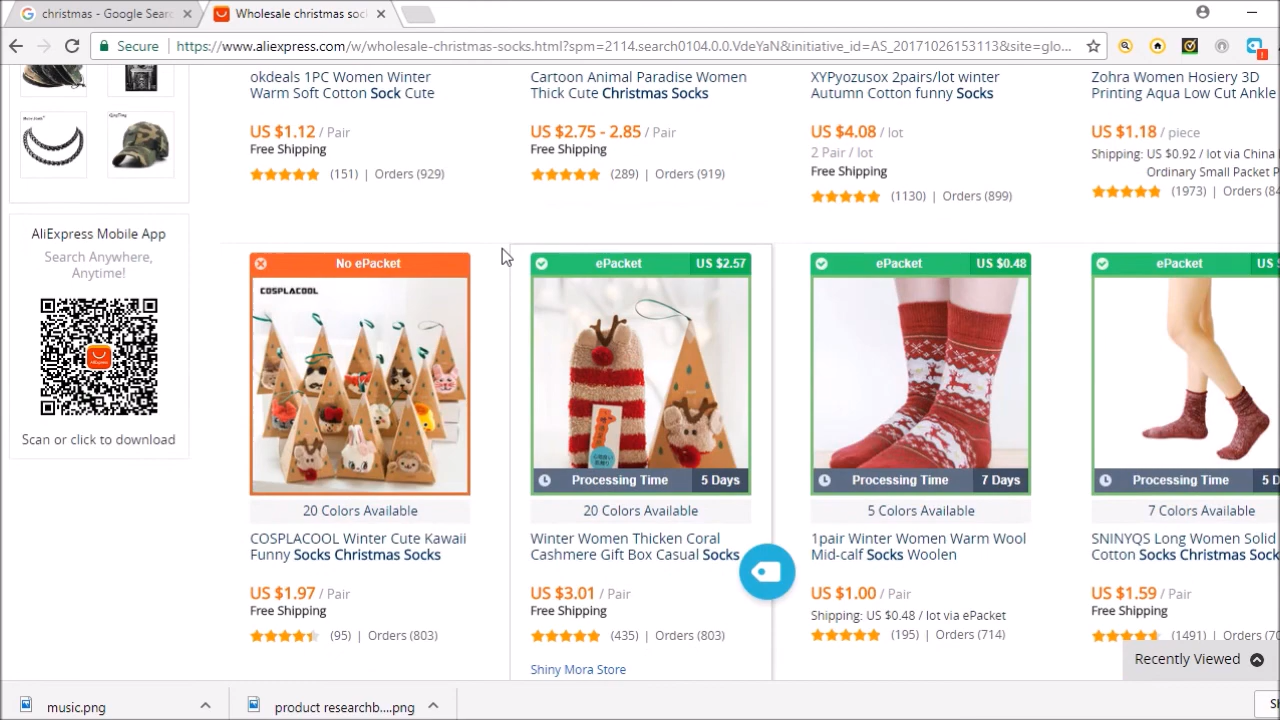 christmas - Google Sear
Wholesale christmas soc
Secure
https://www.aliexpress.com/w/wholesale-christmas-socks.html?spm=2114.search0104.0.0.VdeYaN&initiative_id=AS_20171026153113&site=glo...
okdeals 1PC Women Winter
Warm Soft Cotton Sock Cute
US $1.12 / Pair
Free Shipping
(151) | Orders (929)
Cartoon Animal Paradise Women
Thick Cute Christmas Socks
US $2.75 - 2.85 / Pair
Free Shipping
(289) | Orders (919)
XYPyozusox 2pairs/lot winter
Autumn Cotton funny Socks
US $4.08 / lot
2 Pair / lot
Free Shipping
(1130) | Orders (899)
Zohra Women Hosiery 3D
Printing Aqua Low Cut Ankle
US $1.18 / piece
Shipping: US $0.92 / lot via China
Ordinary Small Packet P
(1973) | Orders (84
AliExpress Mobile App
Search Anywhere,
Anytime!
Scan or click to download
No ePacket
COSPLACOOL
20 Colors Available
COSPLACOOL Winter Cute Kawaii
Funny Socks Christmas Socks
US $1.97 / Pair
Free Shipping
(95) | Orders (803)
ePacket US $2.57
Processing Time 5 Days
20 Colors Available
Winter Women Thicken Coral
Cashmere Gift Box Casual Socks
US $3.01 / Pair
Free Shipping
(435) | Orders (803)
Shiny Mora Store
ePacket US $0.48
Processing Time 7 Days
5 Colors Available
1pair Winter Women Warm Wool
Mid-calf Socks Woolen
US $1.00 / Pair
Shipping: US $0.48 / lot via ePacket
(195) | Orders (714)
ePacket US
Processing Time 5 D
7 Colors Available
SNINYQS Long Women Solid
Cotton Socks Christmas Sock
US $1.59 / Pair
Free Shipping
(1491) | Orders (70
Recently Viewed
music.png
product researchb....png